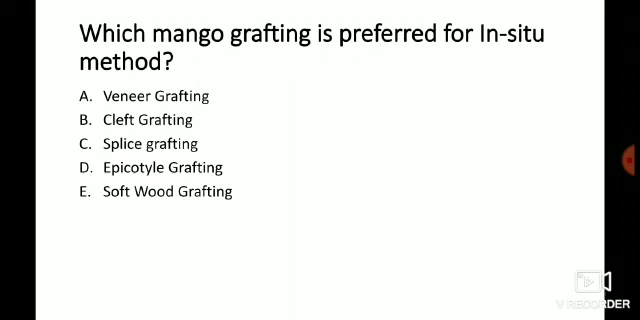 Which mango grafting is preferred for In-situ
method?
A. Veneer Grafting
B. Cleft Grafting
C. Splice grafting
D. Epicotyle Grafting
E. Soft Wood Grafting
V RECORDER